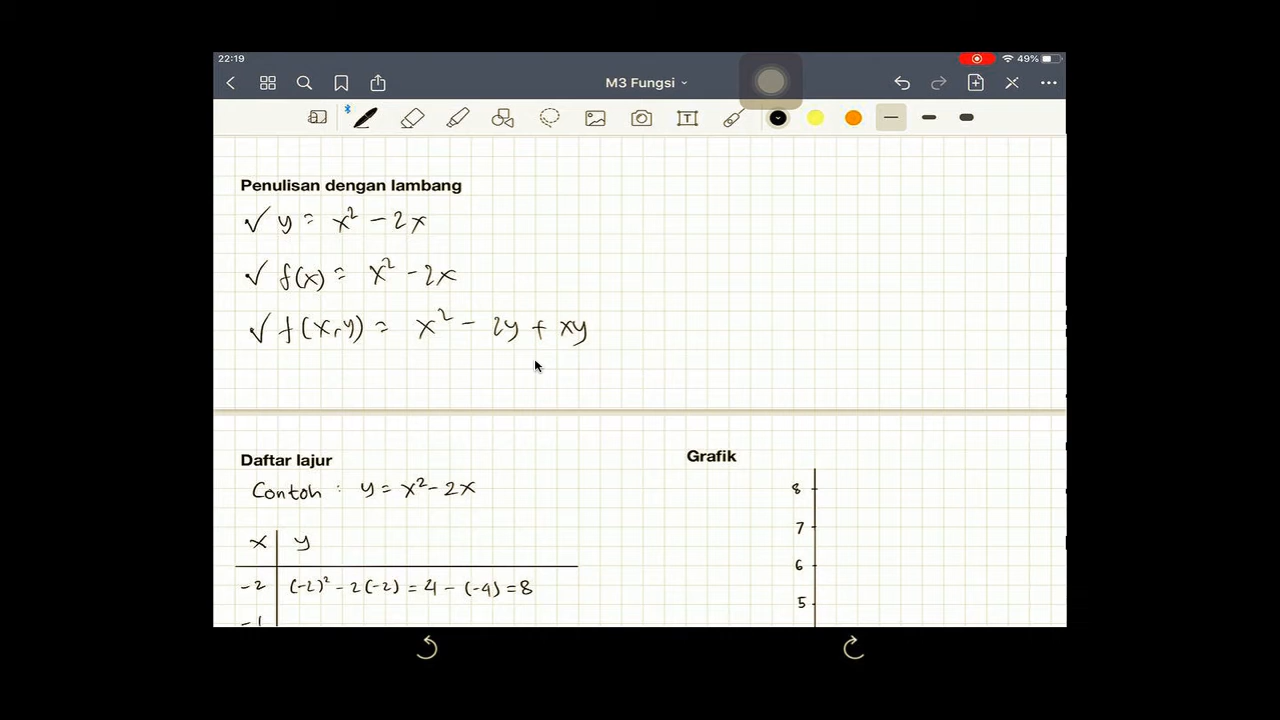 22:19
49%
M3 Fungsi
T
Penulisan dengan lambang
✓ y = x² - 2x
✓ f(x) = x² - 2x
✓ f(x,y) = x² - 2y + xy
Daftar lajur
Contoh : y = x² - 2x
x y
-2 (-2)² - 2(-2) = 4 - (-4) = 8
-1
Grafik
8
7
6
5